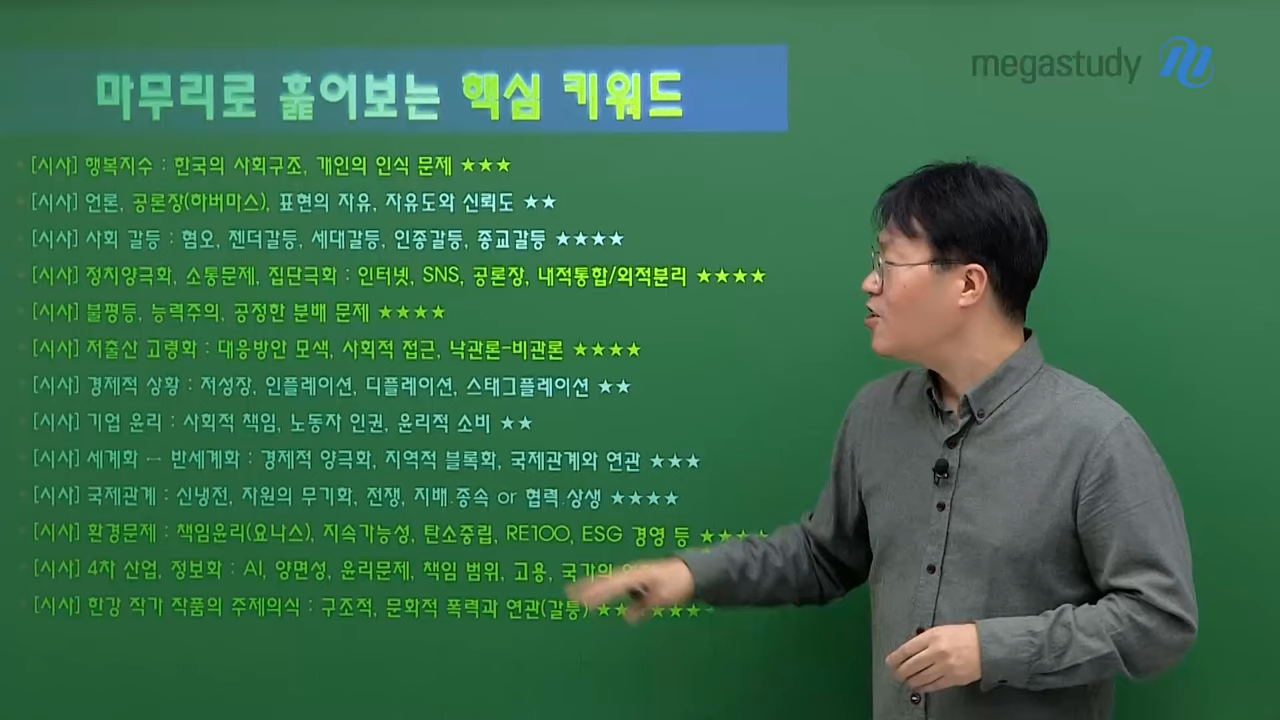 megastudy
마무리로 훑어보는 핵심 키워드
[시사] 행복지수 : 한국의 사회구조, 개인의 인식 문제 ★★★
[시사] 언론, 공론장(하버마스), 표현의 자유, 자유도와 신뢰도 ★★
[시사] 사회 갈등 : 혐오, 젠더갈등, 세대갈등, 인종갈등, 종교갈등 ★★★★
[시사] 정치양극화, 소통문제, 집단극화 : 인터넷, SNS, 공론장, 내적통합/외적분리 ★★★★
[시사] 불평등, 능력주의, 공정한 분배 문제 ★★★★
[시사] 저출산 고령화 : 대응방안 모색, 사회적 접근, 낙관론-비관론 ★★★★
[시사] 경제적 상황 : 저성장, 인플레이션, 디플레이션, 스태그플레이션 ★★
[시사] 기업 윤리 : 사회적 책임, 노동자 인권, 윤리적 소비 ★★
[시사] 세계화 ↔ 반세계화 : 경제적 양극화, 지역적 블록화, 국제관계와 연관 ★★★
[시사] 국제관계 : 신냉전, 자원의 무기화, 전쟁, 지배.종속 or 협력.상생 ★★★★
[시사] 환경문제 : 책임윤리(요나스), 지속가능성, 탄소중립, RE100, ESG 경영 등 ★★★★
[시사] 4차 산업, 정보화 : AI, 양면성, 윤리문제, 책임 범위, 고용, 국가의
[시사] 한강 작가 작품의 주제의식 : 구조적, 문화적 폭력과 연관(갈퉁)